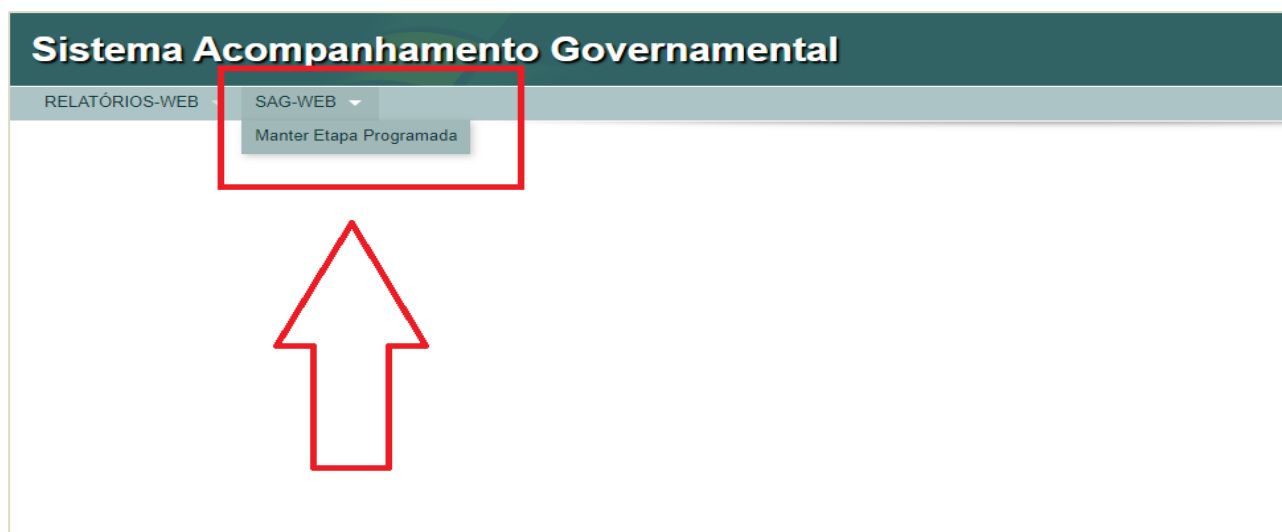 Sistema Acompanhamento Governamental
RELATÓRIOS-WEB SAG-WEB
Manter Etapa Programada